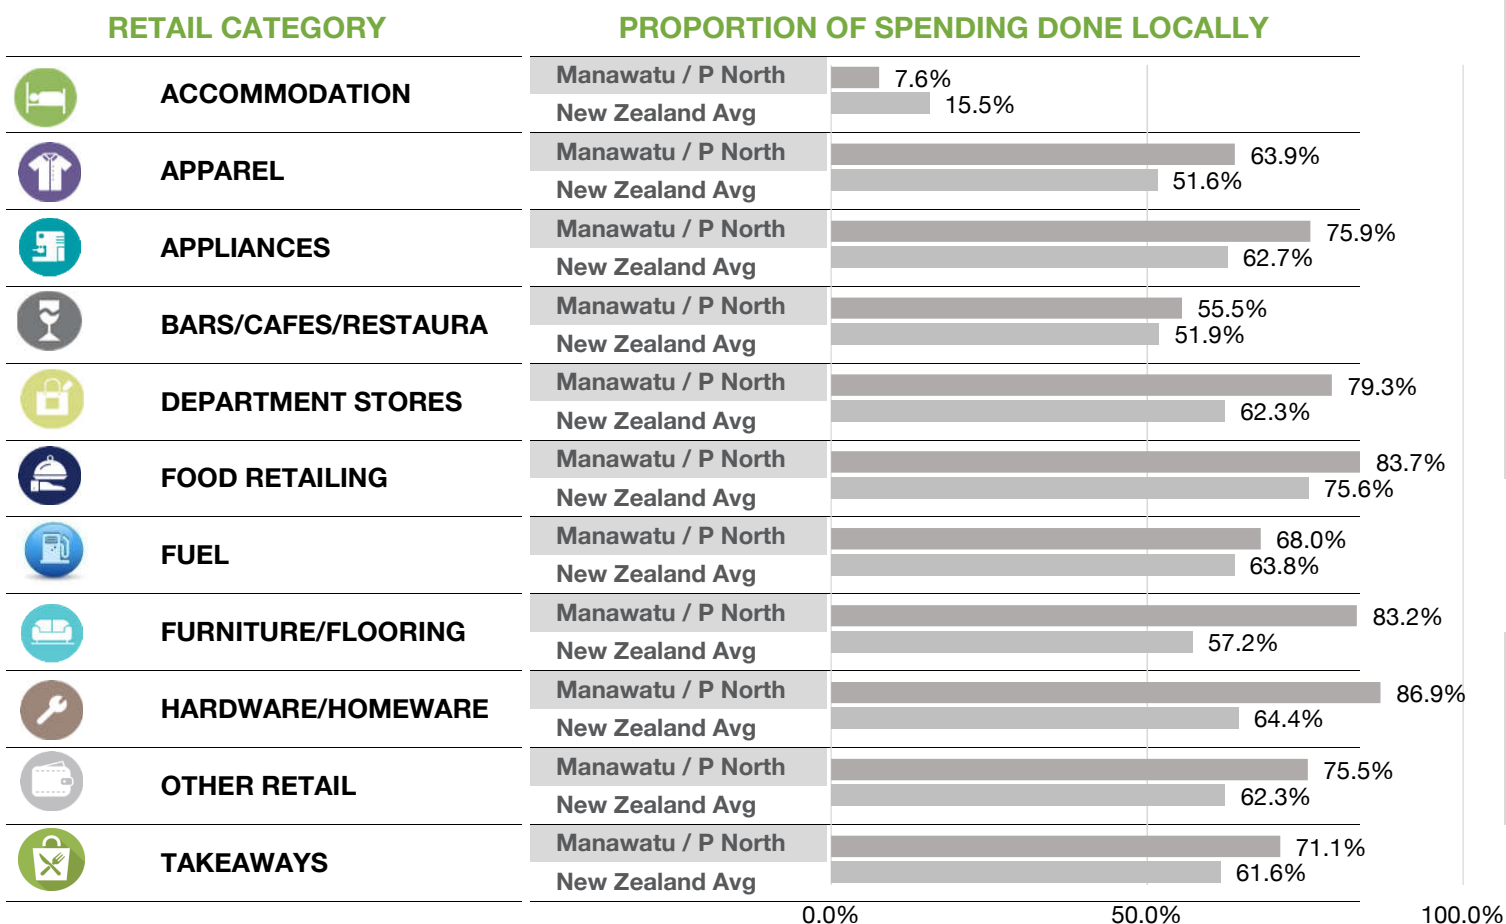 RETAIL CATEGORY PROPORTION OF SPENDING DONE LOCALLY
ACCOMMODATION
Manawatu / P North 7.6%
New Zealand Avg 15.5%
APPAREL
Manawatu / P North 63.9%
New Zealand Avg 51.6%
APPLIANCES
Manawatu / P North 75.9%
New Zealand Avg 62.7%
BARS/CAFES/RESTAURA
Manawatu / P North 55.5%
New Zealand Avg 51.9%
DEPARTMENT STORES
Manawatu / P North 79.3%
New Zealand Avg 62.3%
FOOD RETAILING
Manawatu / P North 83.7%
New Zealand Avg 75.6%
FUEL
Manawatu / P North 68.0%
New Zealand Avg 63.8%
FURNITURE/FLOORING
Manawatu / P North 83.2%
New Zealand Avg 57.2%
HARDWARE/HOMEWARE
Manawatu / P North 86.9%
New Zealand Avg 64.4%
OTHER RETAIL
Manawatu / P North 75.5%
New Zealand Avg 62.3%
TAKEAWAYS
Manawatu / P North 71.1%
New Zealand Avg 61.6%
0.0% 50.0% 100.0%